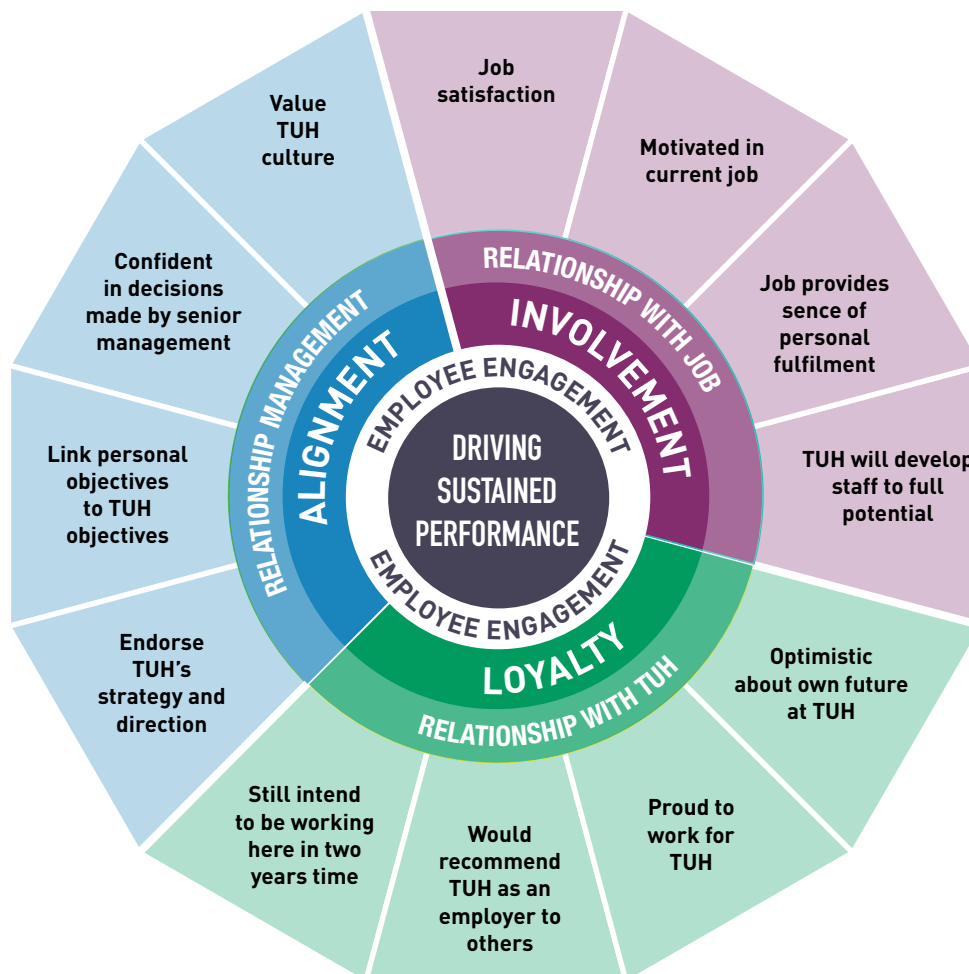 Job
satisfaction
Motivated in
current job
Job provides
sence of
personal
fulfilment
TUH will develop
staff to full
potential
Optimistic
about own future
at TUH
Proud to
work for
TUH
Would
recommend
TUH as an
employer to
others
Still intend
to be working
here in two
years time
Endorse
TUH’s
strategy and
direction
Link personal
objectives
to TUH
objectives
Confident
in decisions
made by senior
management
Value
TUH
culture
RELATIONSHIP WITH JOB
INVOLVEMENT
RELATIONSHIP WITH TUH
LOYALTY
RELATIONSHIP MANAGEMENT
ALIGNMENT
EMPLOYEE ENGAGEMENT
DRIVING
SUSTAINED
PERFORMANCE
EMPLOYEE ENGAGEMENT